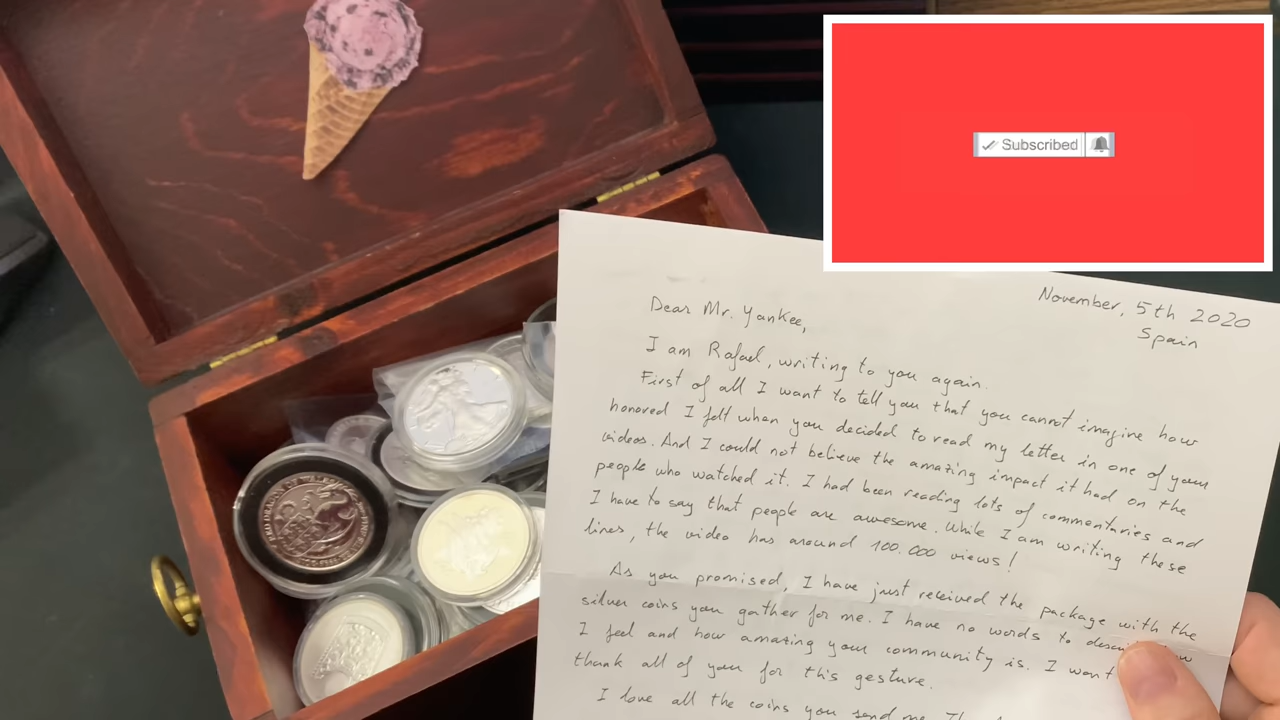 Subscribed
November, 5th 2020
Spain
Dear Mr. Yankee,
I am Rafael, writing to you again.
First of all I want to tell you that you cannot imagine how
honored I felt when you decided to read my letter in one of your
videos. And I could not believe the amazing impact it had on the
people who watched it. I had been reading lots of commentaries and
I have to say that people are awesome. While I am writing these
lines, the video has around 100.000 views!
As you promised, I have just received the package with the
silver coins you gather for me. I have no words to
I feel and how amazing your community is. I want
thank all of you for this gesture.
I love all the coins you send me.
RED DRAGON OF WALES